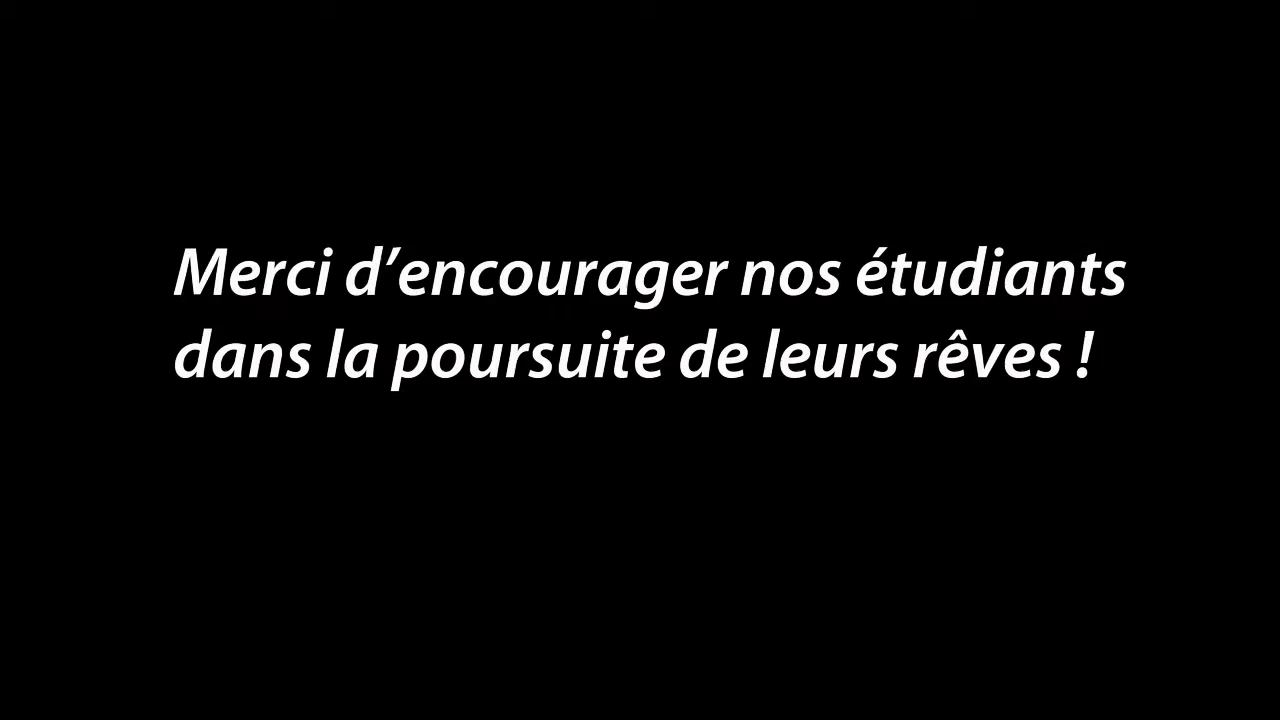 Merci d’encourager nos étudiants
dans la poursuite de leurs rêves !